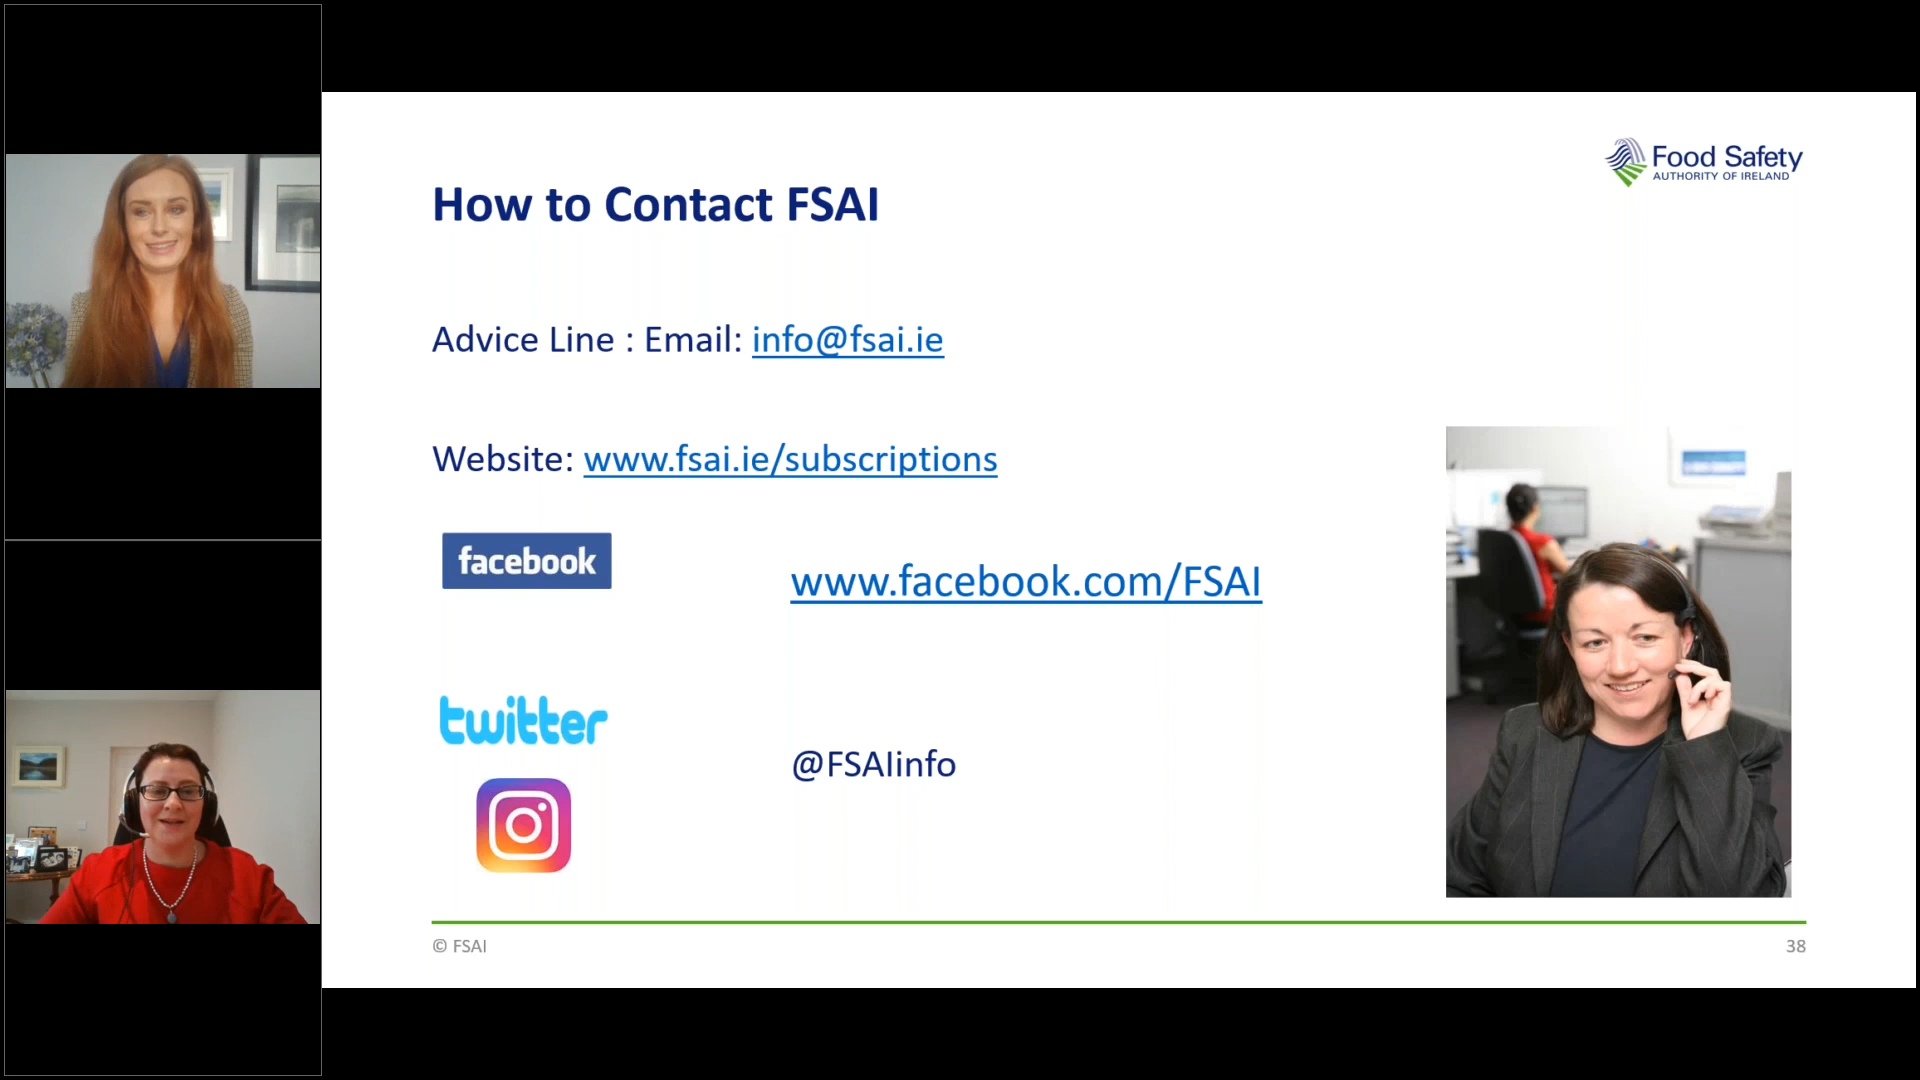 Food Safety
AUTHORITY OF IRELAND
How to Contact FSAI
Advice Line : Email: info@fsai.ie
Website: www.fsai.ie/subscriptions
facebook
www.facebook.com/FSAI
twitter
@FSAIinfo
© FSAI
38